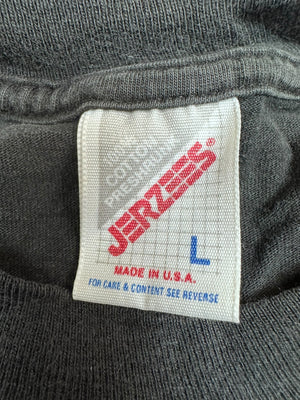 100%
COTTON
PRESHRUNK
JERZEES
L
MADE IN U.S.A.
FOR CARE & CONTENT SEE REVERSE